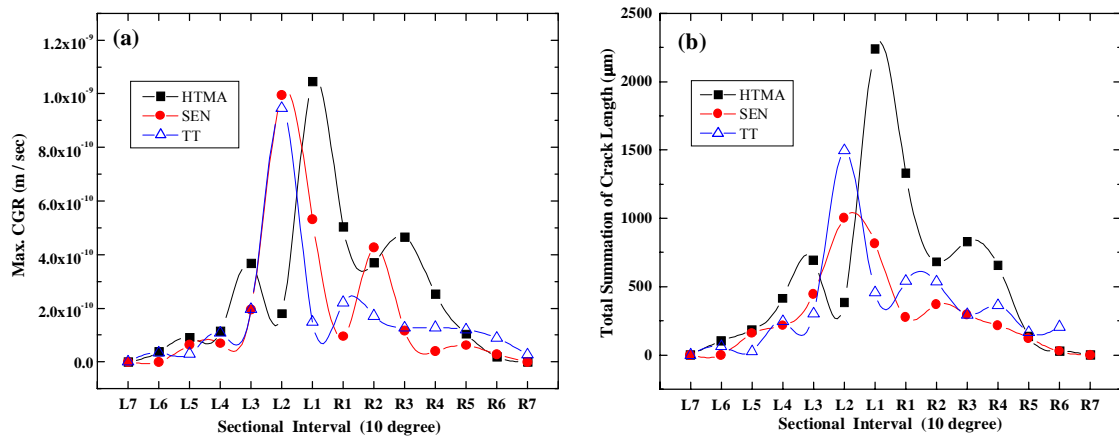 (a)
1.2x10⁻⁹
1.0x10⁻⁹
8.0x10⁻¹⁰
6.0x10⁻¹⁰
4.0x10⁻¹⁰
2.0x10⁻¹⁰
0.0
Max. CGR (m / sec)
HTMA
SEN
TT
L7 L6 L5 L4 L3 L2 L1 R1 R2 R3 R4 R5 R6 R7
Sectional Interval (10 degree)
(b)
2500
2000
1500
1000
500
0
Total Summation of Crack Length (μm)
HTMA
SEN
TT
L7 L6 L5 L4 L3 L2 L1 R1 R2 R3 R4 R5 R6 R7
Sectional Interval (10 degree)